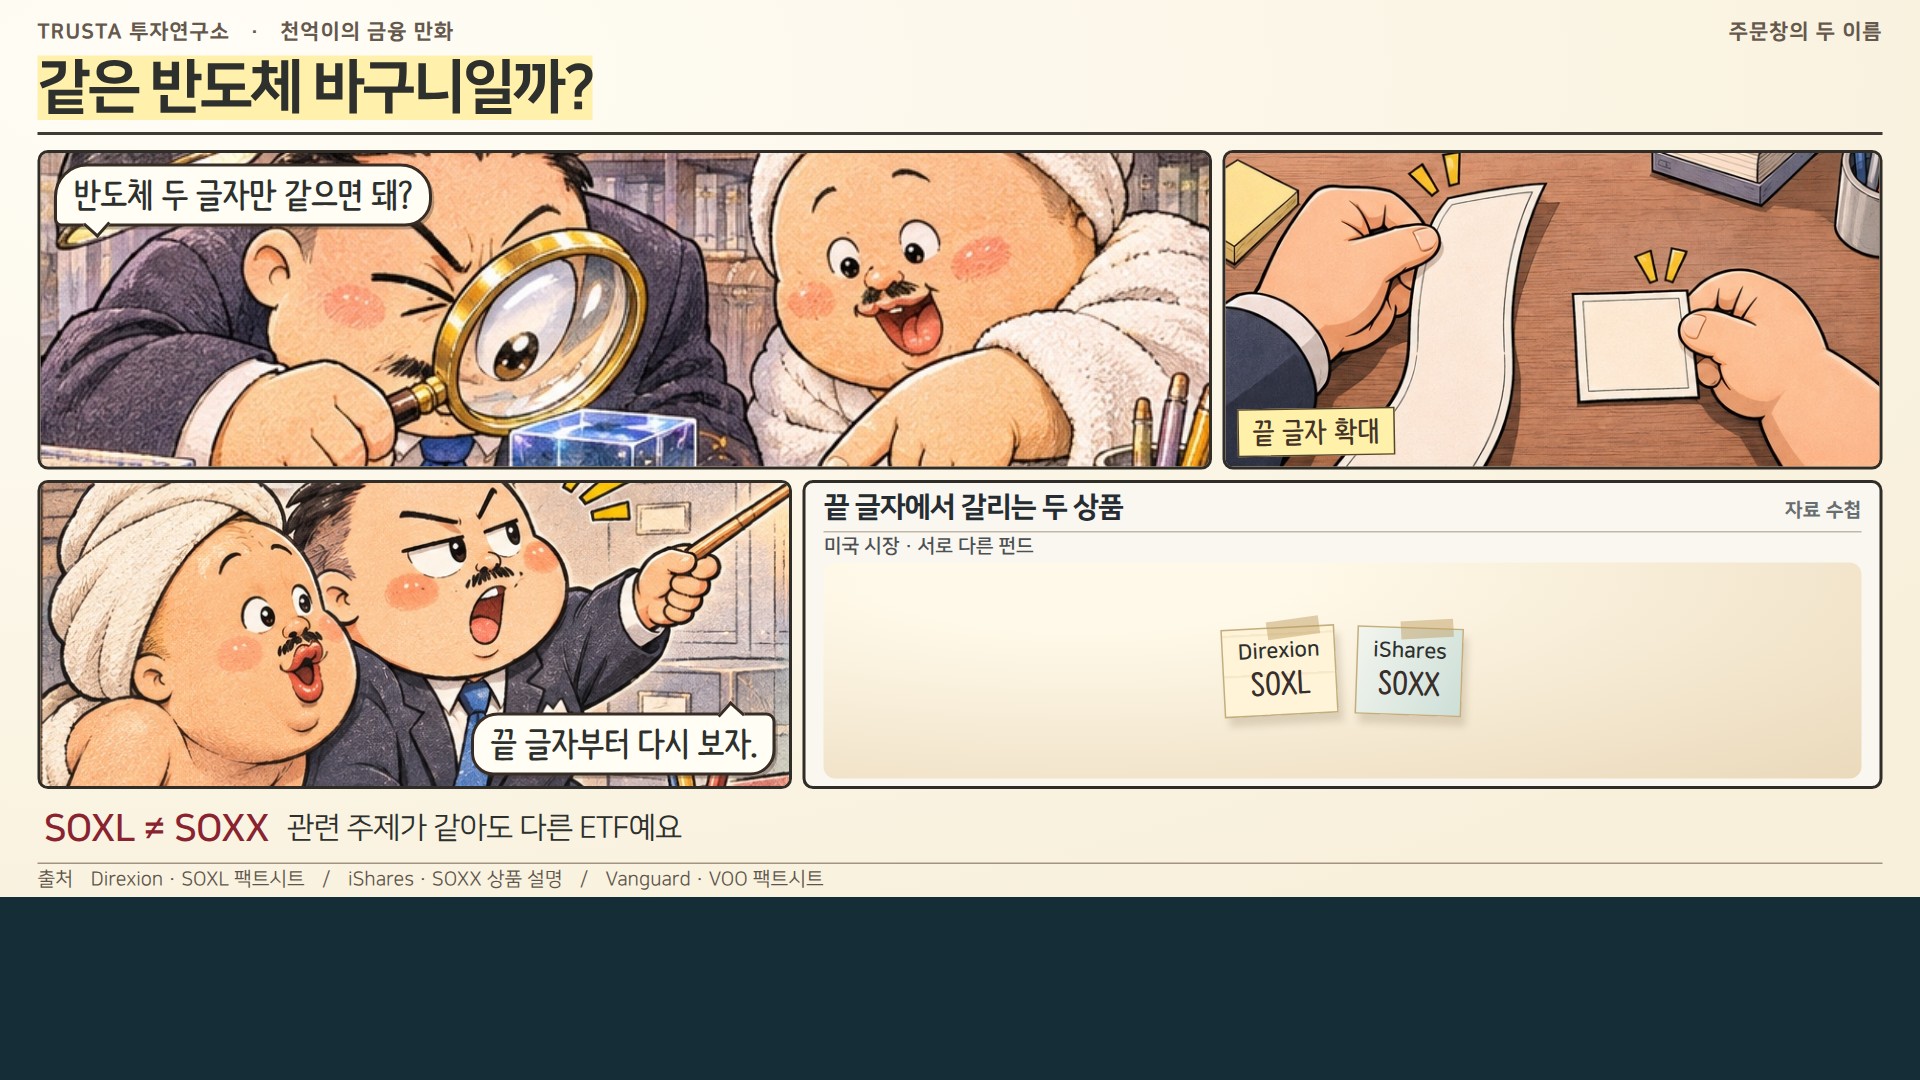 TRUSTA 투자연구소 · 천억이의 금융 만화
주문창의 두 이름
같은 반도체 바구니일까?
반도체 두 글자만 같으면 돼?
끝 글자 확대
끝 글자부터 다시 보자.
끝 글자에서 갈리는 두 상품
자료 수첩
미국 시장 · 서로 다른 펀드
Direxion
SOXL
iShares
SOXX
SOXL ≠ SOXX 관련 주제가 같아도 다른 ETF예요
출처 Direxion · SOXL 팩트시트 / iShares · SOXX 상품 설명 / Vanguard · VOO 팩트시트